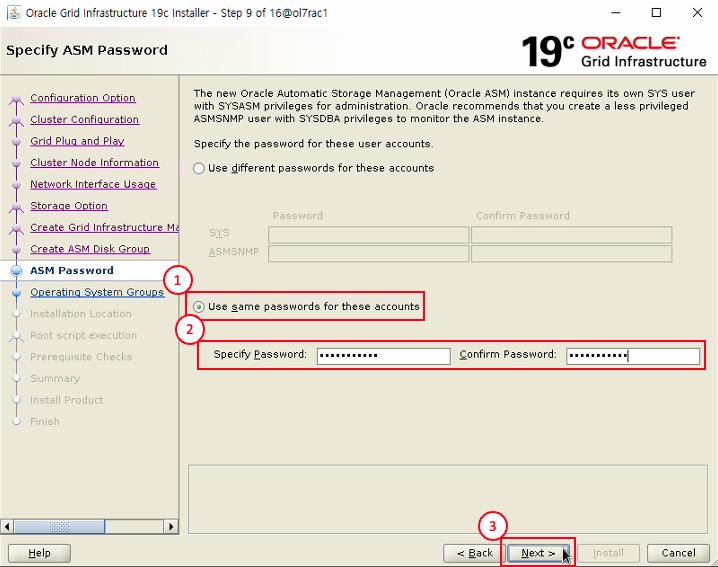 Oracle Grid Infrastructure 19c Installer - Step 9 of 16@ol7rac1
Specify ASM Password
19c ORACLE
Grid Infrastructure
Configuration Option
Cluster Configuration
Grid Plug and Play
Cluster Node Information
Network Interface Usage
Storage Option
Create Grid Infrastructure Ma
Create ASM Disk Group
ASM Password
Operating System Groups
Installation Location
Root script execution
Prerequisite Checks
Summary
Install Product
Finish
The new Oracle Automatic Storage Management (Oracle ASM) instance requires its own SYS user
with SYSASM privileges for administration. Oracle recommends that you create a less privileged
ASMSNMP user with SYSDBA privileges to monitor the ASM instance.
Specify the password for these user accounts.
Use different passwords for these accounts
Password Confirm Password
SYS
ASMSNMP
1
Use same passwords for these accounts
2
Specify Password: ••••••••••• Confirm Password: •••••••••••
3
Help < Back Next > Install Cancel